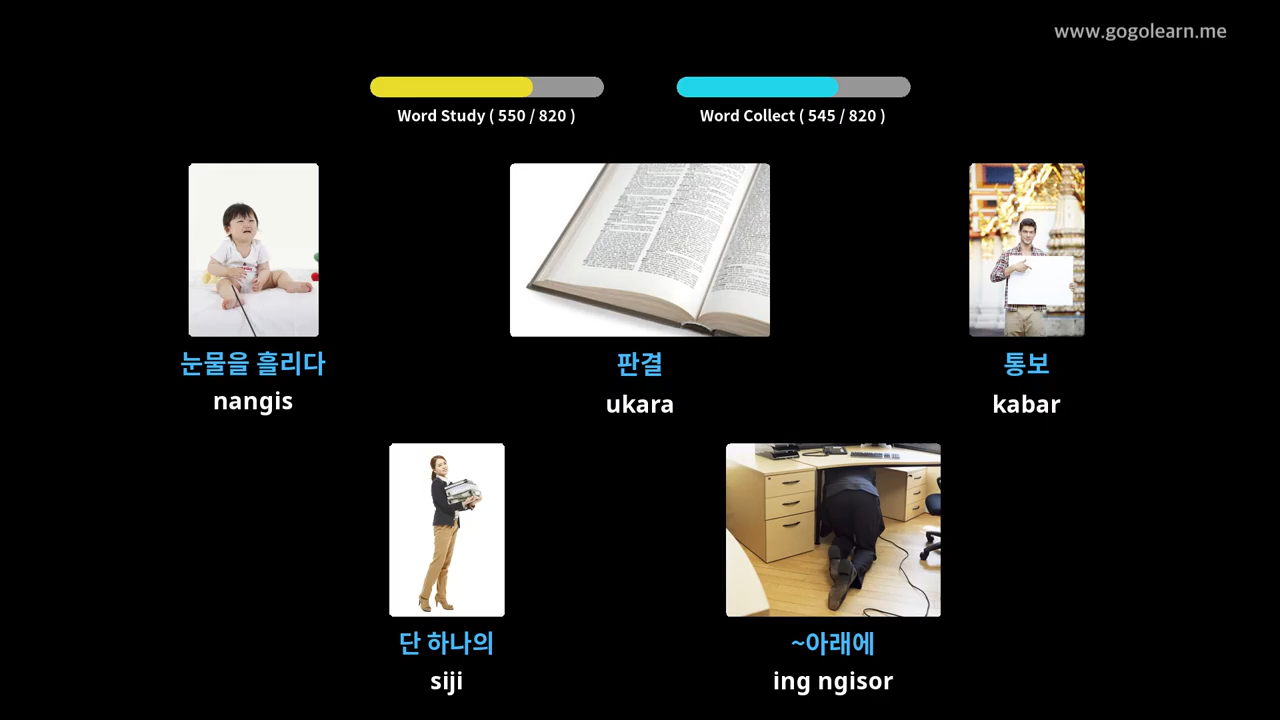 www.gogolearn.me
Word Study ( 550 / 820 )
Word Collect ( 545 / 820 )
눈물을 흘리다
nangis
판결
ukara
통보
kabar
단 하나의
siji
~아래에
ing ngisor